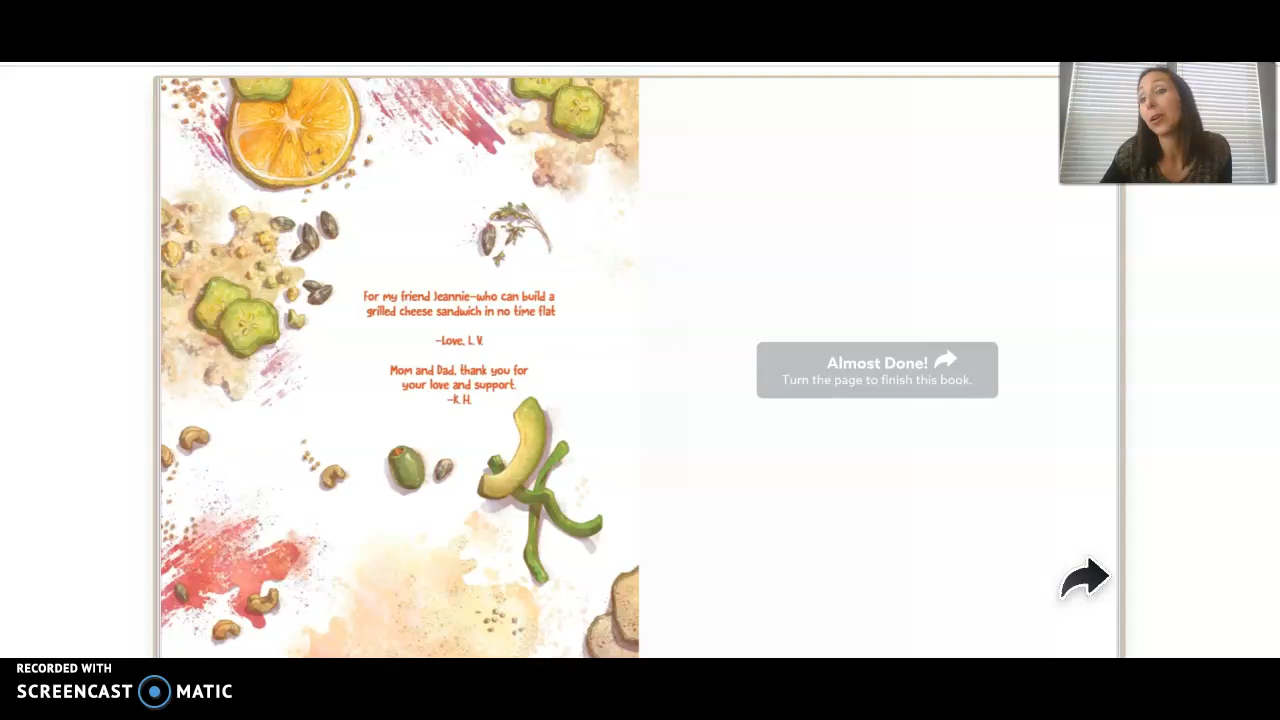 For my friend Jeannie—who can build a
grilled cheese sandwich in no time flat
—Love, L. V.
Mom and Dad, thank you for
your love and support.
—K. H.
Almost Done!
Turn the page to finish this book.
RECORDED WITH
SCREENCAST MATIC